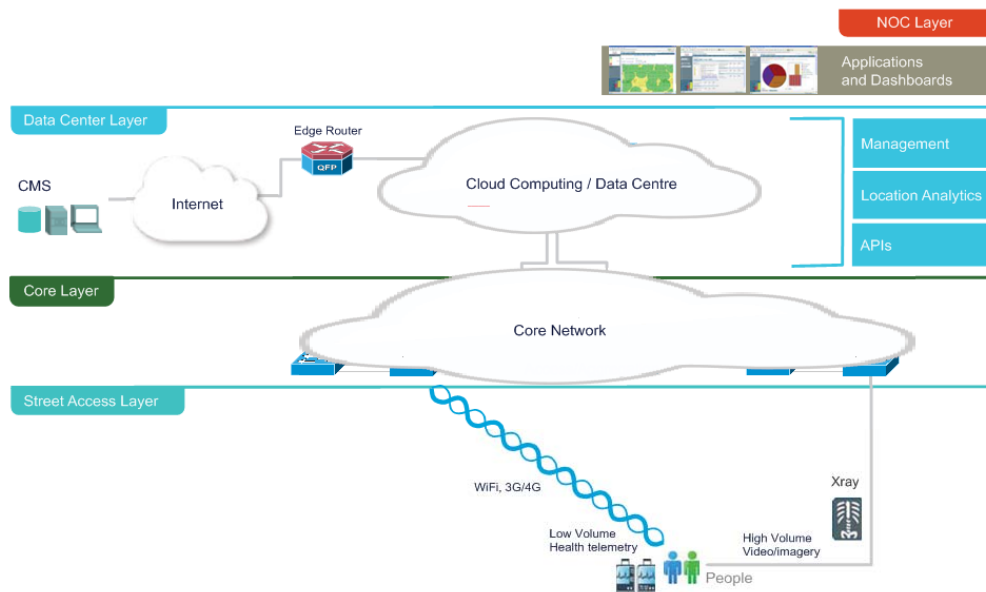 NOC Layer
Applications
and Dashboards
Data Center Layer
Edge Router
QFP
CMS
Internet
Cloud Computing / Data Centre
Management
Location Analytics
APIs
Core Layer
Core Network
Street Access Layer
WiFi, 3G/4G
Xray
Low Volume
Health telemetry
High Volume
Video/imagery
People